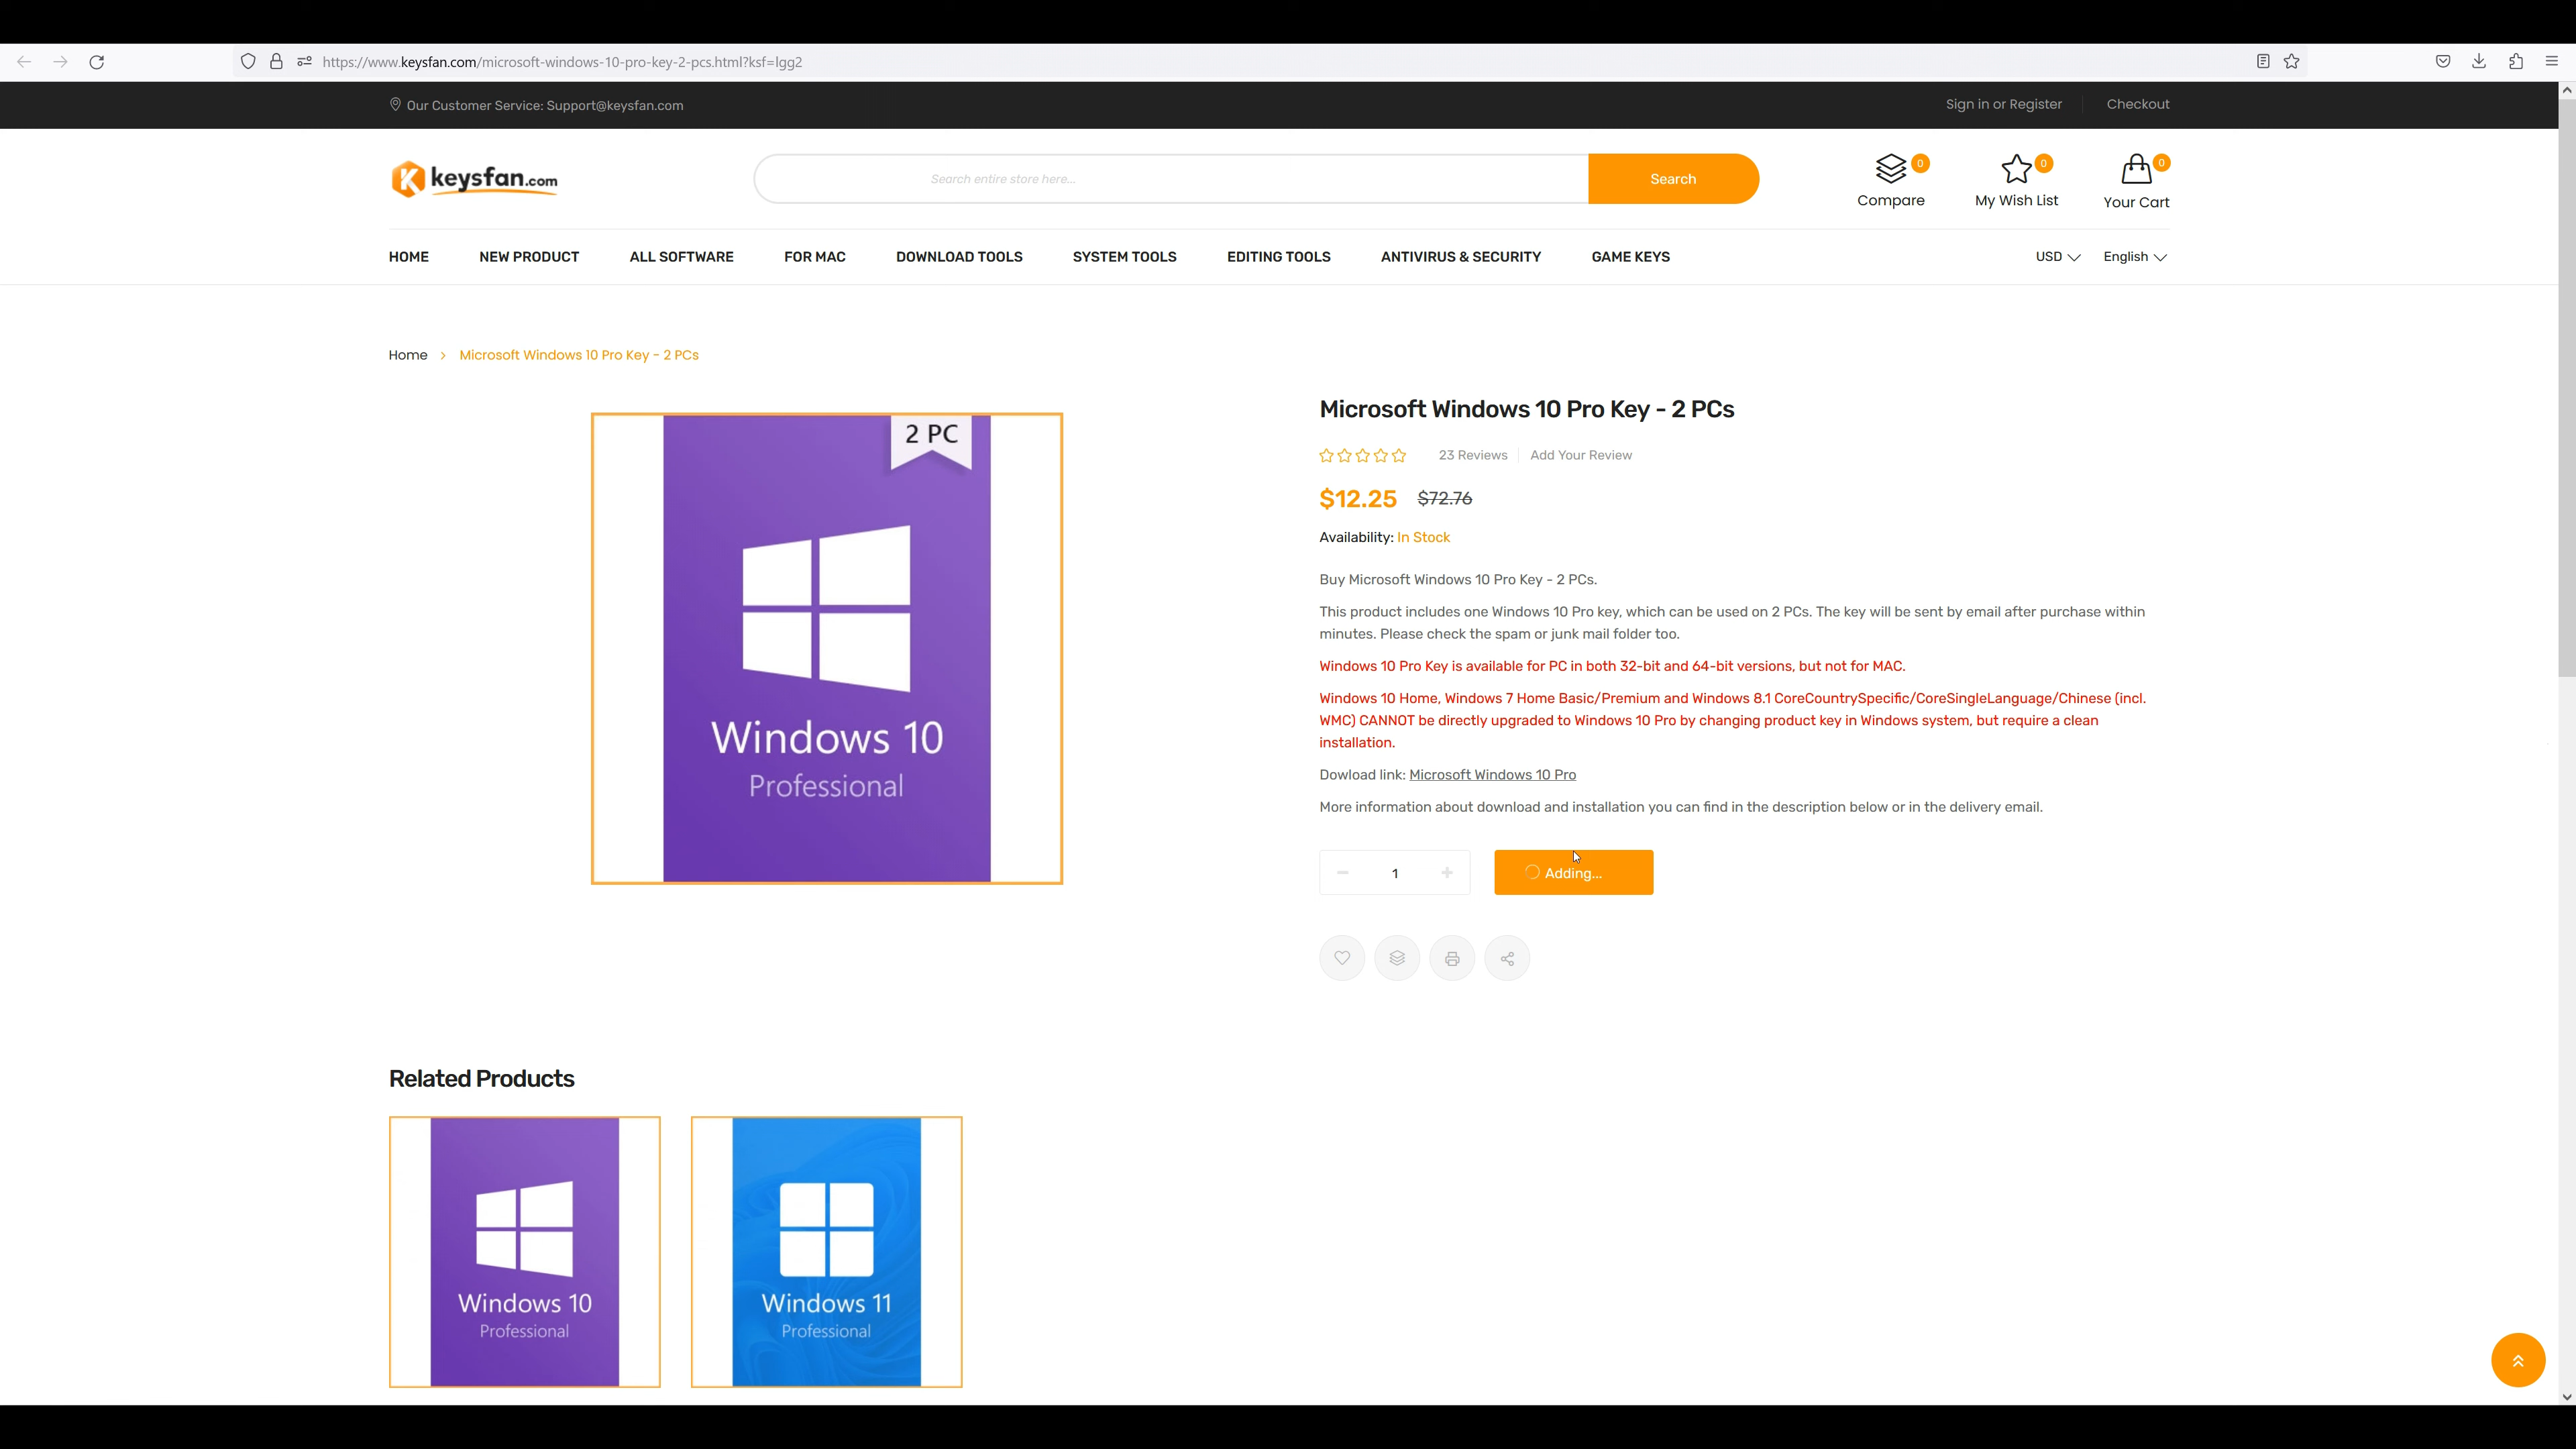 https://www.keysfan.com/microsoft-windows-10-pro-key-2-pcs.html?ksf=lgg2
Our Customer Service: Support@keysfan.com
Sign in or Register
Checkout
keysfan.com
Search entire store here...
Search
0
Compare
0
My Wish List
0
Your Cart
HOME
NEW PRODUCT
ALL SOFTWARE
FOR MAC
DOWNLOAD TOOLS
SYSTEM TOOLS
EDITING TOOLS
ANTIVIRUS & SECURITY
GAME KEYS
USD
English
Home > Microsoft Windows 10 Pro Key - 2 PCs
2 PC
Windows 10
Professional
Microsoft Windows 10 Pro Key - 2 PCs
23 Reviews
Add Your Review
$12.25 $72.76
Availability: In Stock
Buy Microsoft Windows 10 Pro Key - 2 PCs.
This product includes one Windows 10 Pro key, which can be used on 2 PCs. The key will be sent by email after purchase within
minutes. Please check the spam or junk mail folder too.
Windows 10 Pro Key is available for PC in both 32-bit and 64-bit versions, but not for MAC.
Windows 10 Home, Windows 7 Home Basic/Premium and Windows 8.1 CoreCountrySpecific/CoreSingleLanguage/Chinese (incl.
WMC) CANNOT be directly upgraded to Windows 10 Pro by changing product key in Windows system, but require a clean
installation.
Dowload link: Microsoft Windows 10 Pro
More information about download and installation you can find in the description below or in the delivery email.
1
Adding...
Related Products
Windows 10
Professional
Windows 11
Professional